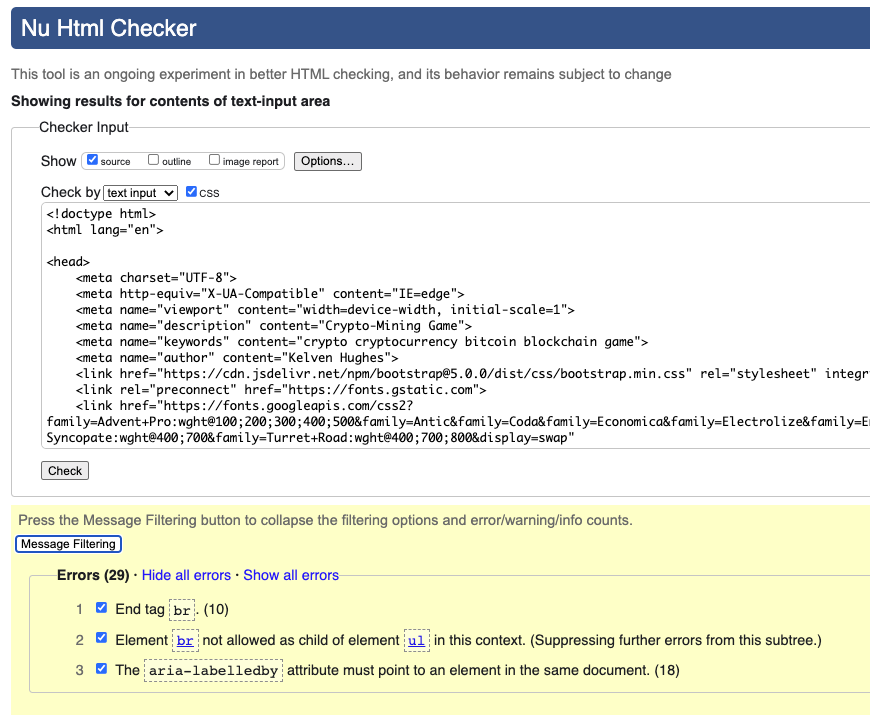 Nu Html Checker
This tool is an ongoing experiment in better HTML checking, and its behavior remains subject to change
Showing results for contents of text-input area
Checker Input
Show source outline image report Options...
Check by text input CSS
<!doctype html>
<html lang="en">
<head>
<meta charset="UTF-8">
<meta http-equiv="X-UA-Compatible" content="IE=edge">
<meta name="viewport" content="width=device-width, initial-scale=1">
<meta name="description" content="Crypto-Mining Game">
<meta name="keywords" content="crypto cryptocurrency bitcoin blockchain game">
<meta name="author" content="Kelven Hughes">
<link href="https://cdn.jsdelivr.net/npm/bootstrap@5.0.0/dist/css/bootstrap.min.css" rel="stylesheet" integr
<link rel="preconnect" href="https://fonts.gstatic.com">
<link href="https://fonts.googleapis.com/css2?
family=Advent+Pro:wght@100;200;300;400;500&family=Antic&family=Coda&family=Economica&family=Electrolize&family=E
Syncopate:wght@400;700&family=Turret+Road:wght@400;700;800&display=swap"
Check
Press the Message Filtering button to collapse the filtering options and error/warning/info counts.
Message Filtering
Errors (29) · Hide all errors · Show all errors
1 End tag br. (10)
2 Element br not allowed as child of element ul in this context. (Suppressing further errors from this subtree.)
3 The aria-labelledby attribute must point to an element in the same document. (18)